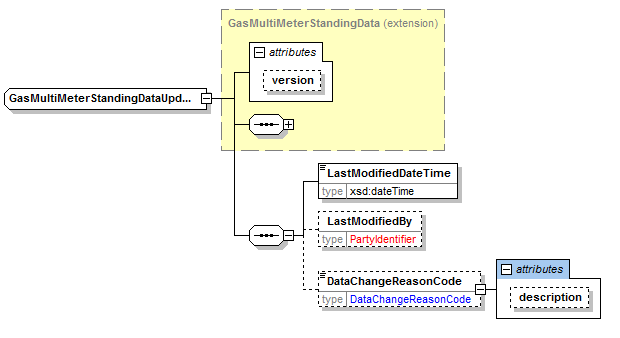 GasMultiMeterStandingData (extension)
attributes
version
GasMultiMeterStandingDataUpd...
LastModifiedDateTime
type xsd:dateTime
LastModifiedBy
type PartyIdentifier
DataChangeReasonCode
type DataChangeReasonCode
attributes
description